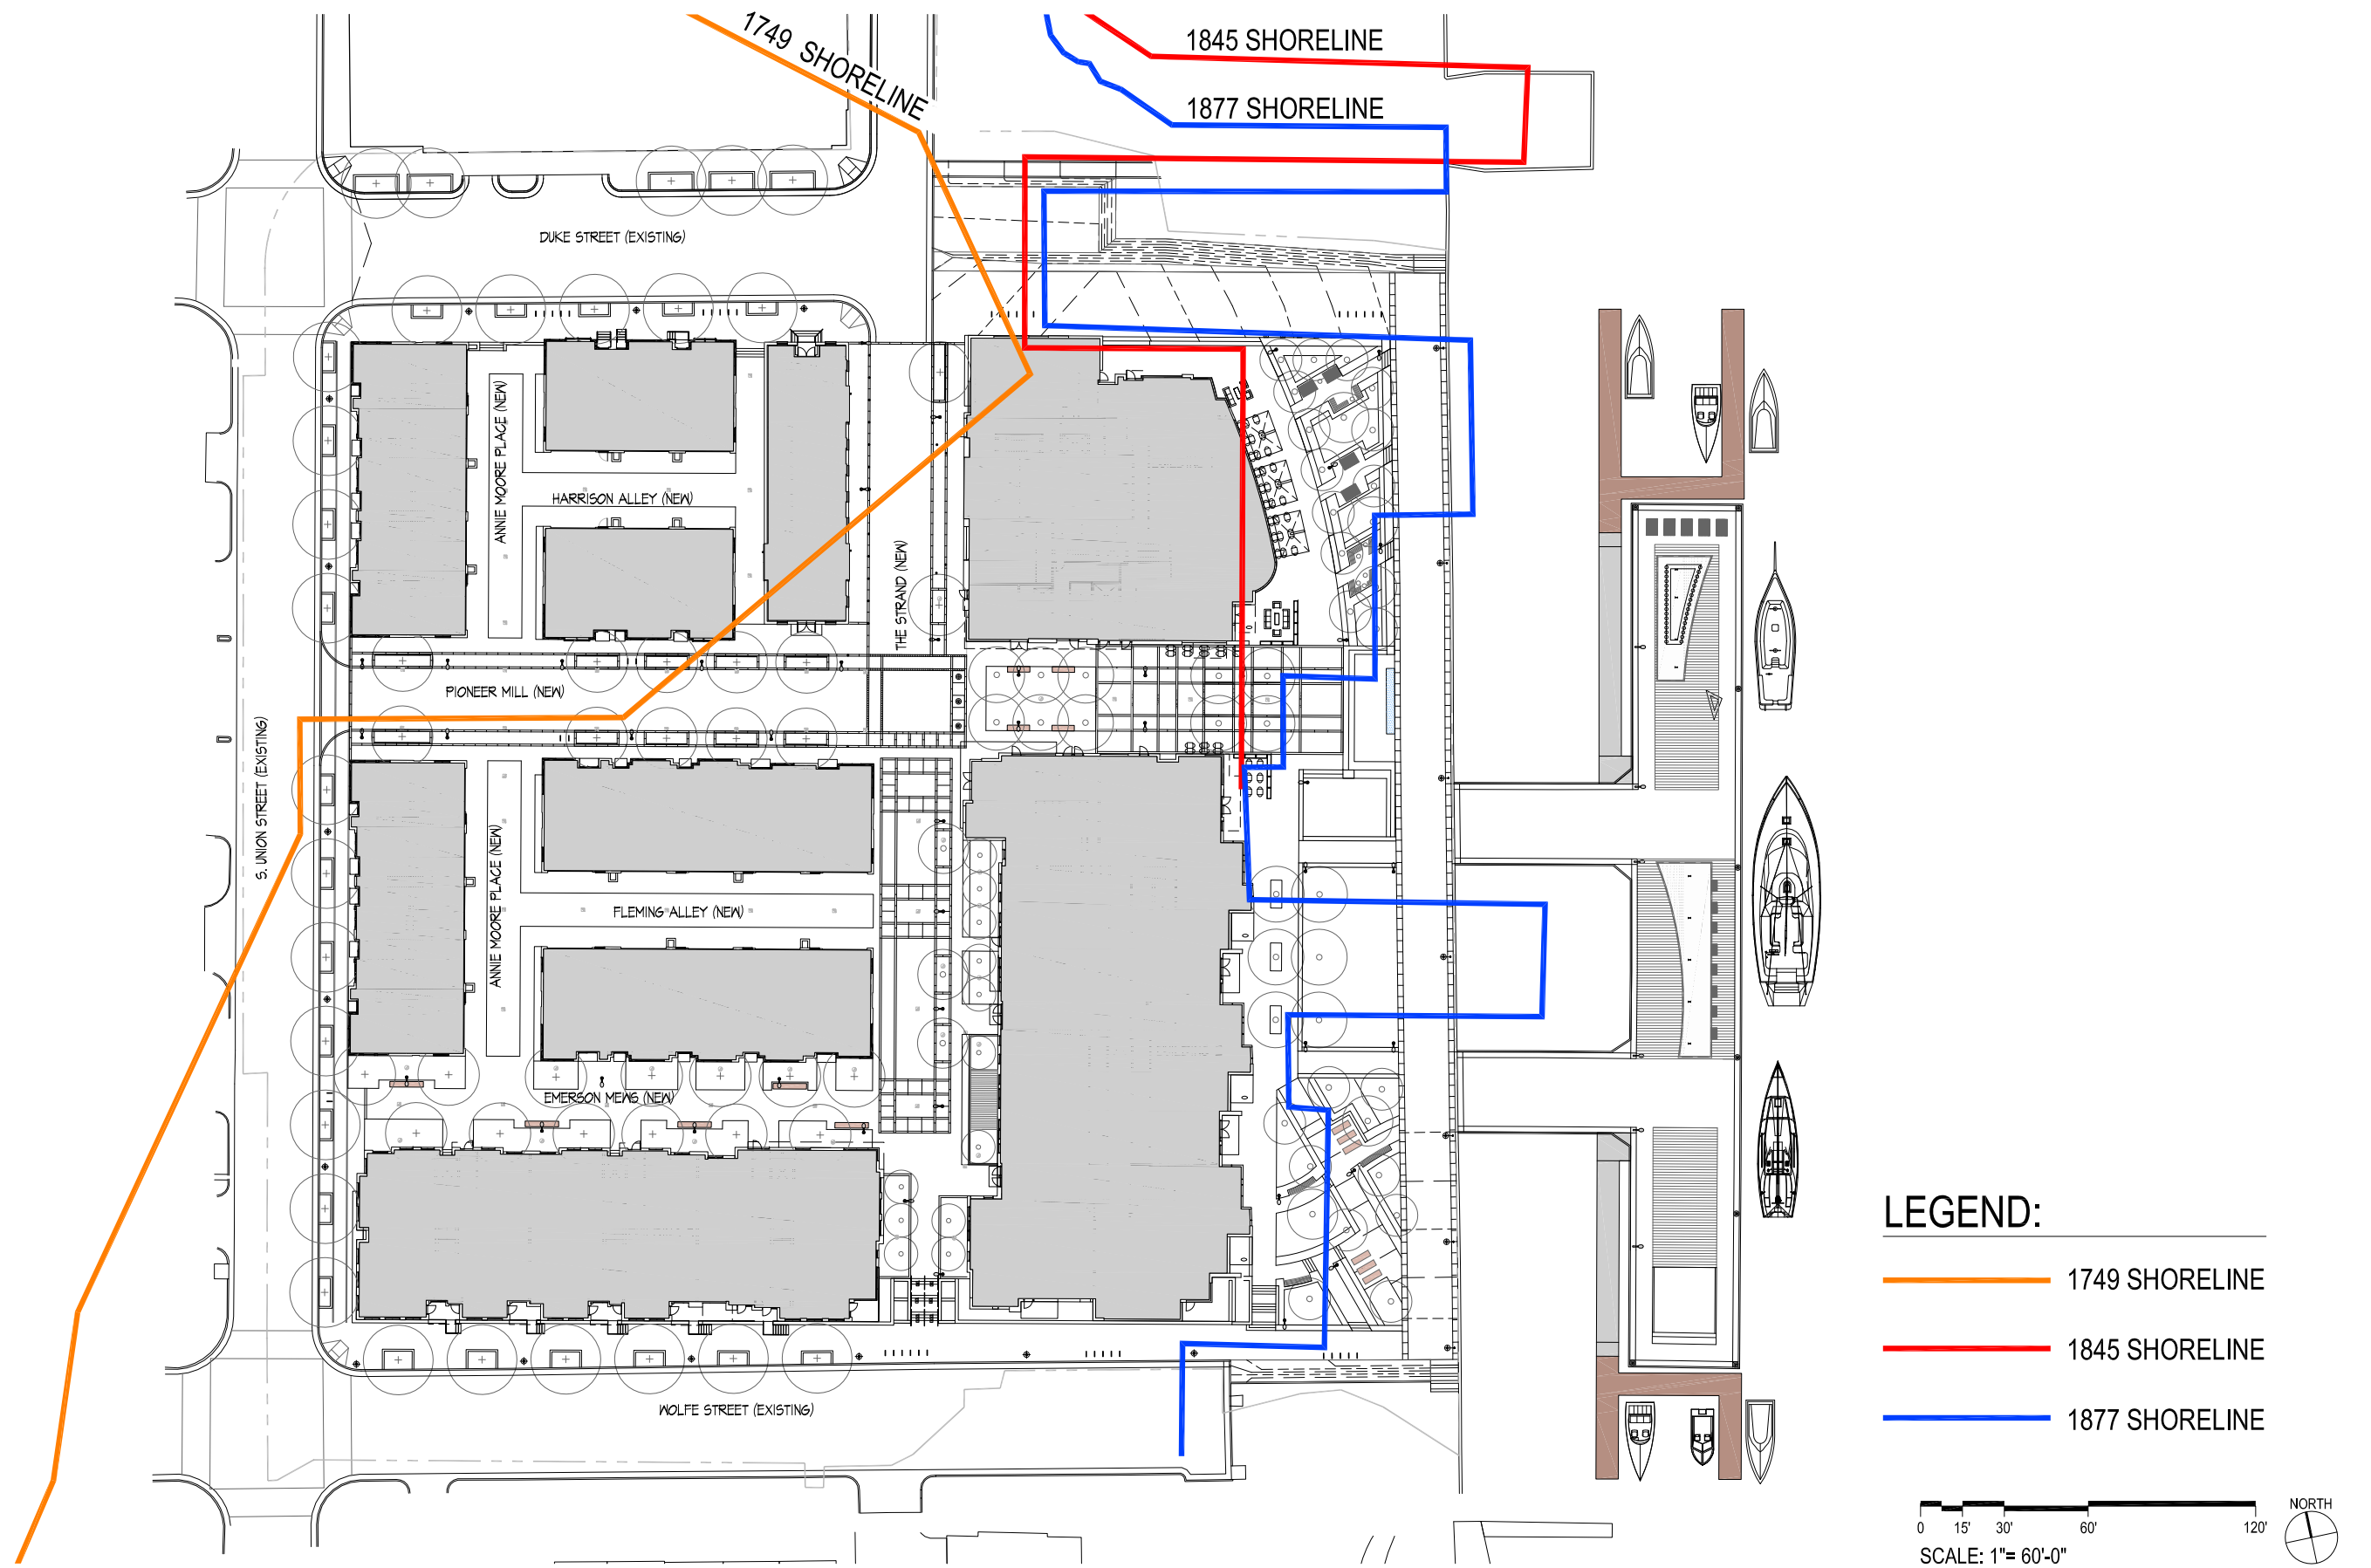 1749 SHORELINE
1845 SHORELINE
1877 SHORELINE
DUKE STREET (EXISTING)
ANNIE MOORE PLACE (NEW)
HARRISON ALLEY (NEW)
THE STRAND (NEW)
PIONEER MILL (NEW)
S. UNION STREET (EXISTING)
ANNIE MOORE PLACE (NEW)
FLEMING ALLEY (NEW)
EMERSON MEWS (NEW)
WOLFE STREET (EXISTING)
LEGEND:
1749 SHORELINE
1845 SHORELINE
1877 SHORELINE
0 15' 30' 60' 120'
SCALE: 1"= 60'-0"
NORTH